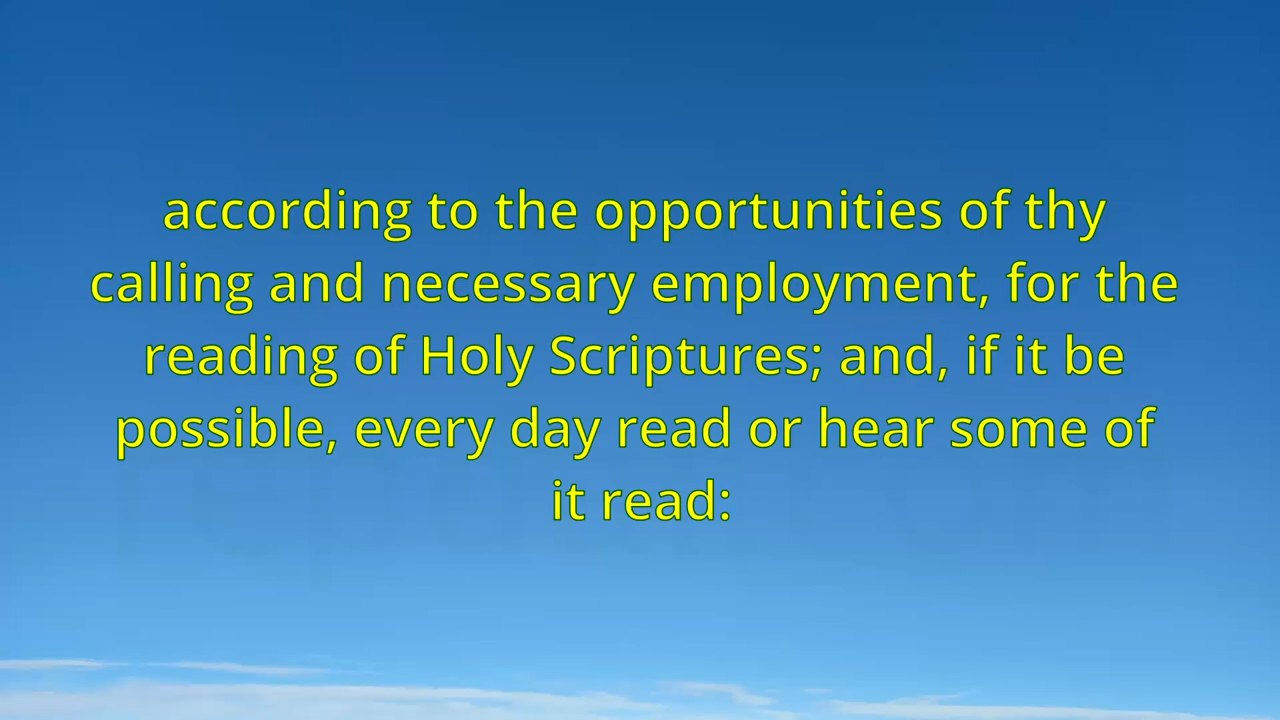 according to the opportunities of thy
calling and necessary employment, for the
reading of Holy Scriptures; and, if it be
possible, every day read or hear some of
it read: